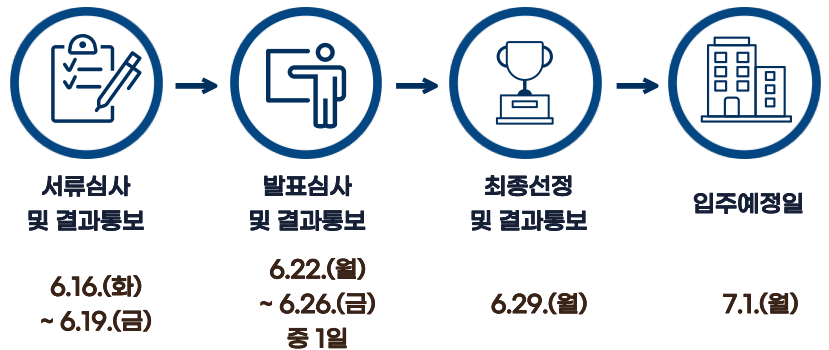 서류심사
및 결과통보
6.16.(화)
~ 6.19.(금)
발표심사
및 결과통보
6.22.(월)
~ 6.26.(금)
중 1일
최종선정
및 결과통보
6.29.(월)
입주예정일
7.1.(월)